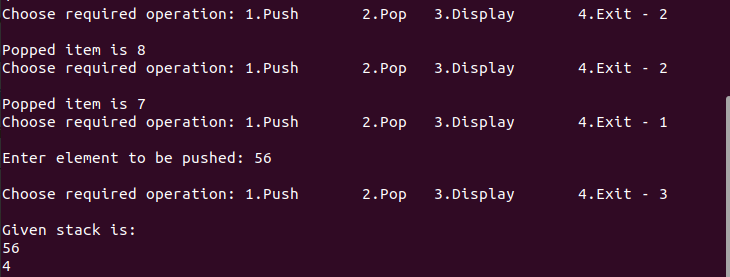 Choose required operation: 1.Push 2.Pop 3.Display 4.Exit - 2
Popped item is 8
Choose required operation: 1.Push 2.Pop 3.Display 4.Exit - 2
Popped item is 7
Choose required operation: 1.Push 2.Pop 3.Display 4.Exit - 1
Enter element to be pushed: 56
Choose required operation: 1.Push 2.Pop 3.Display 4.Exit - 3
Given stack is:
56
4